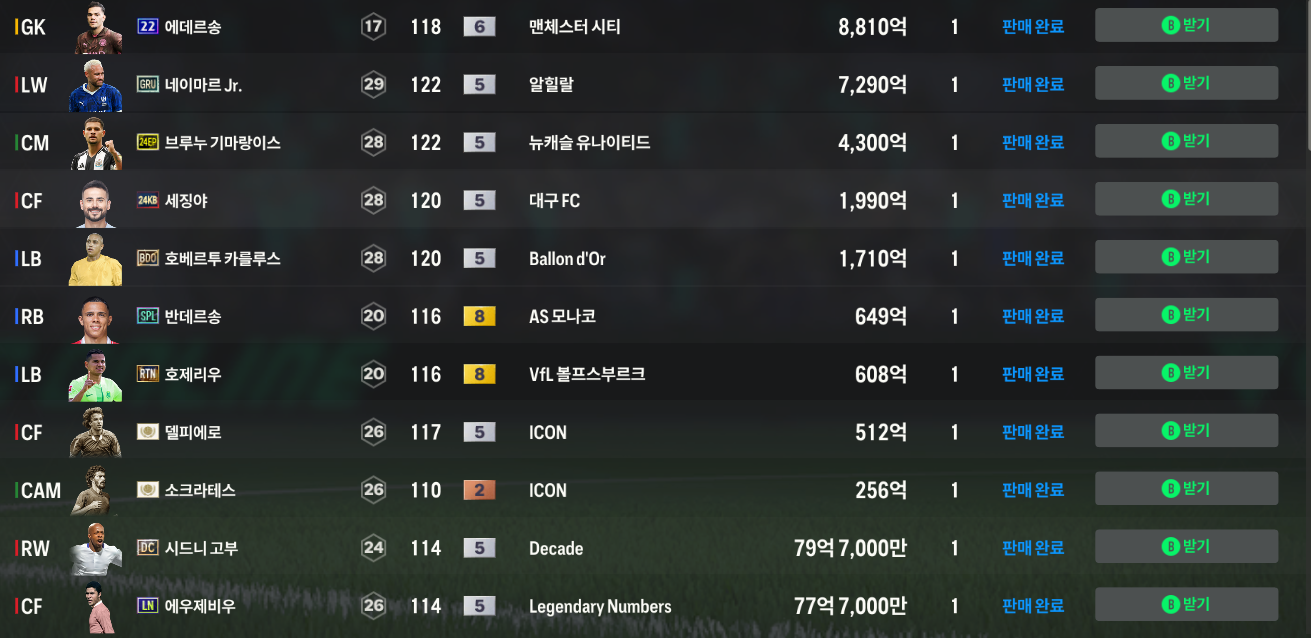 GK 22 에데르송 17 118 6 맨체스터 시티 8,810억 1 판매 완료 B 받기
LW GRU 네이마르 Jr. 29 122 5 알힐랄 7,290억 1 판매 완료 B 받기
CM 24EP 브루누 기마랑이스 28 122 5 뉴캐슬 유나이티드 4,300억 1 판매 완료 B 받기
CF 24KB 세징야 28 120 5 대구 FC 1,990억 1 판매 완료 B 받기
LB BDO 호베르투 카를루스 28 120 5 Ballon d'Or 1,710억 1 판매 완료 B 받기
RB SPL 반데르송 20 116 8 AS 모나코 649억 1 판매 완료 B 받기
LB RTN 호제리우 20 116 8 VfL 볼프스부르크 608억 1 판매 완료 B 받기
CF 델피에로 26 117 5 ICON 512억 1 판매 완료 B 받기
CAM 소크라테스 26 110 2 ICON 256억 1 판매 완료 B 받기
RW DC 시드니 고부 24 114 5 Decade 79억 7,000만 1 판매 완료 B 받기
CF LN 에우제비우 26 114 5 Legendary Numbers 77억 7,000만 1 판매 완료 B 받기